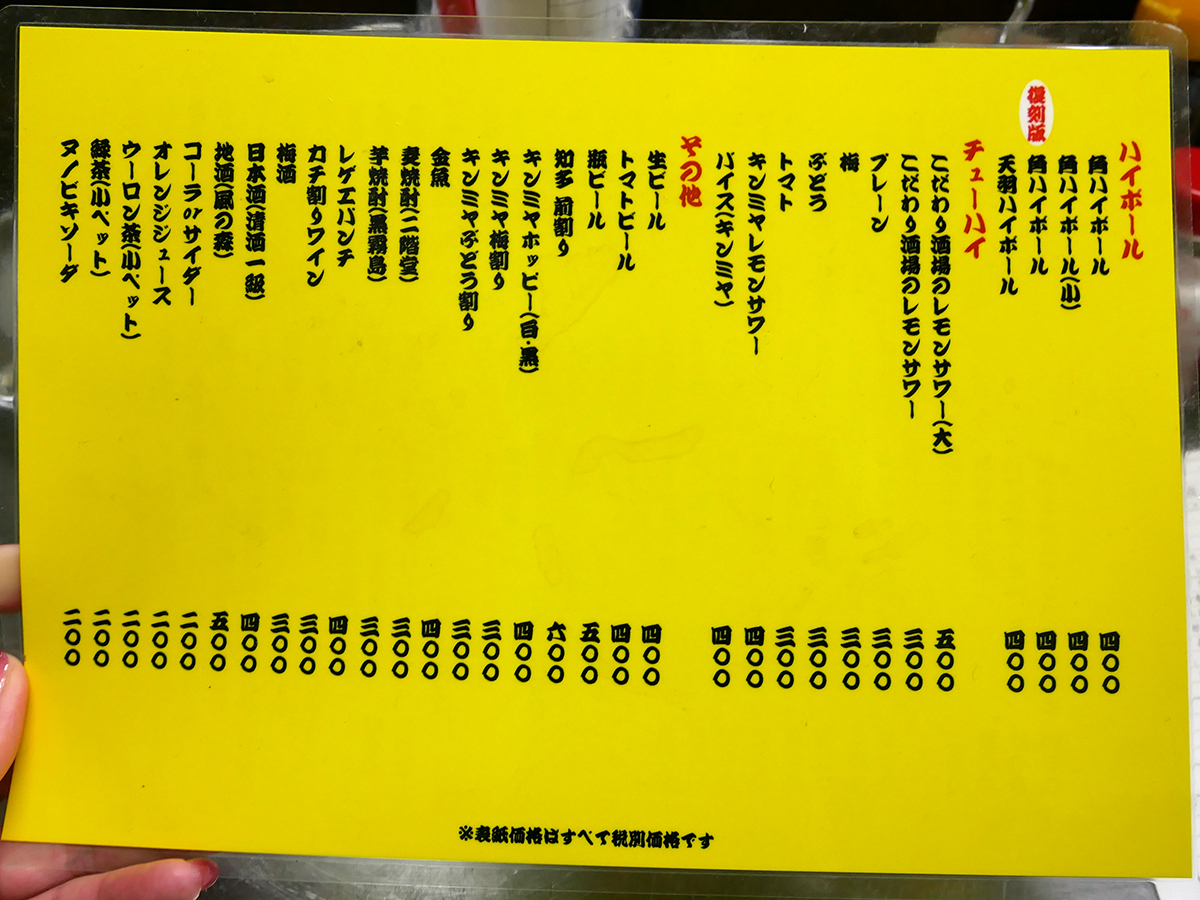 ハイボール
角ハイボール 四〇〇
角ハイボール(小) 四〇〇
復刻版
角ハイボール 四〇〇
天羽ハイボール 四〇〇
チューハイ
こだわり酒場のレモンサワー(大) 五〇〇
こだわり酒場のレモンサワー 三〇〇
プレーン 三〇〇
梅 三〇〇
ぶどう 三〇〇
トマト 三〇〇
キンミヤレモンサワー 四〇〇
バイス(キンミヤ) 四〇〇
その他
生ビール 四〇〇
トマトビール 四〇〇
瓶ビール 五〇〇
知多 前割り 六〇〇
キンミヤホッピー(白・黒) 四〇〇
キンミヤ梅割り 三〇〇
キンミヤぶどう割り 三〇〇
金魚 四〇〇
麦焼酎(二階堂) 三〇〇
芋焼酎(黒霧島) 三〇〇
レゲエパンチ 四〇〇
カチ割りワイン 三〇〇
梅酒 三〇〇
日本酒(清酒一級) 四〇〇
地酒(風の森) 五〇〇
コーラorサイダー 二〇〇
オレンジジュース 二〇〇
ウーロン茶(小ペット) 二〇〇
緑茶(小ペット) 二〇〇
ヌノビキソーダ 二〇〇
※表紙価格はすべて税別価格です